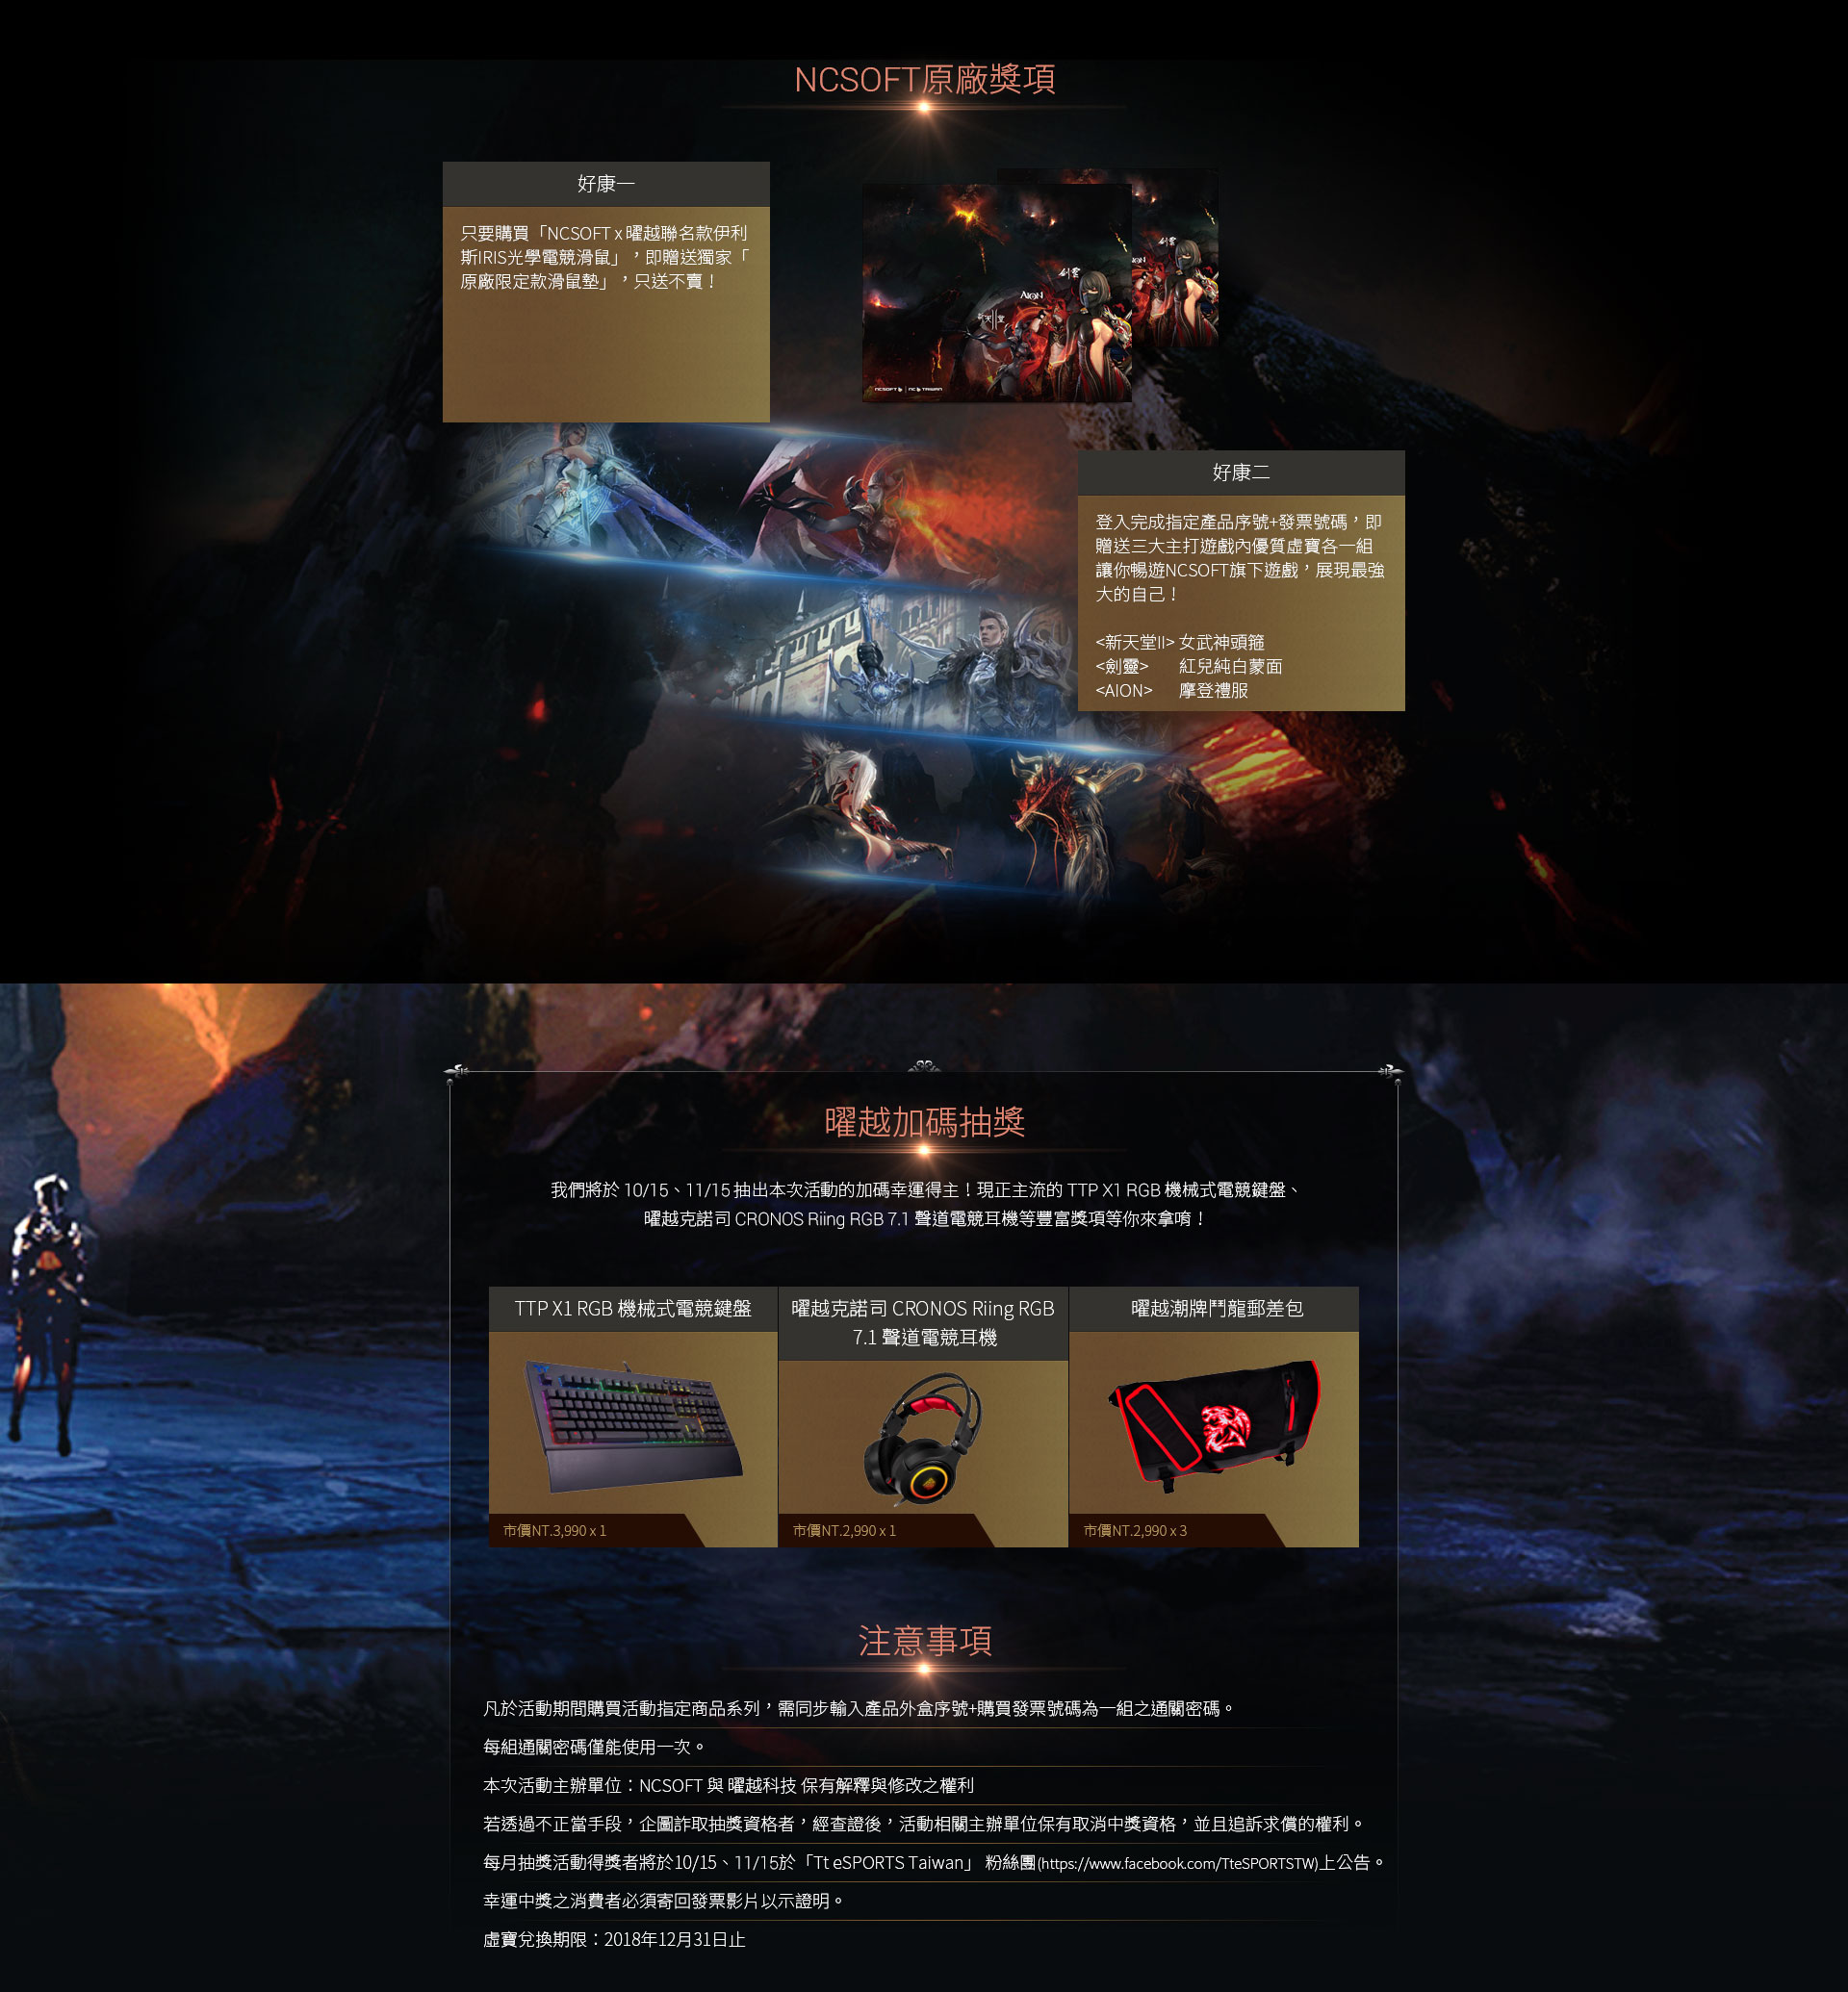 NCSOFT原廠獎項
好康一
只要購買「NCSOFT x 曜越聯名款伊利
斯IRIS光學電競滑鼠」，即贈送獨家「
原廠限定款滑鼠墊」，只送不賣！
劍靈
AION
新天堂II
NCSOFT | NC TAIWAN
好康二
登入完成指定產品序號+發票號碼，即
贈送三大主打遊戲內優質虛寶各一組
讓你暢遊NCSOFT旗下遊戲，展現最強
大的自己！
<新天堂II> 女武神頭箍
<劍靈> 紅兒純白蒙面
<AION> 摩登禮服
曜越加碼抽獎
我們將於 10/15、11/15 抽出本次活動的加碼幸運得主！現正主流的 TTP X1 RGB 機械式電競鍵盤、
曜越克諾司 CRONOS Riing RGB 7.1 聲道電競耳機等豐富獎項等你來拿唷！
TTP X1 RGB 機械式電競鍵盤
市價NT.3,990 x 1
曜越克諾司 CRONOS Riing RGB
7.1 聲道電競耳機
市價NT.2,990 x 1
曜越潮牌鬥龍郵差包
市價NT.2,990 x 3
注意事項
凡於活動期間購買活動指定商品系列，需同步輸入產品外盒序號+購買發票號碼為一組之通關密碼。
每組通關密碼僅能使用一次。
本次活動主辦單位：NCSOFT 與 曜越科技 保有解釋與修改之權利
若透過不正當手段，企圖詐取抽獎資格者，經查證後，活動相關主辦單位保有取消中獎資格，並且追訴求償的權利。
每月抽獎活動得獎者將於10/15、11/15於「Tt eSPORTS Taiwan」 粉絲團(https://www.facebook.com/TteSPORTSTW)上公告。
幸運中獎之消費者必須寄回發票影片以示證明。
虛寶兌換期限：2018年12月31日止